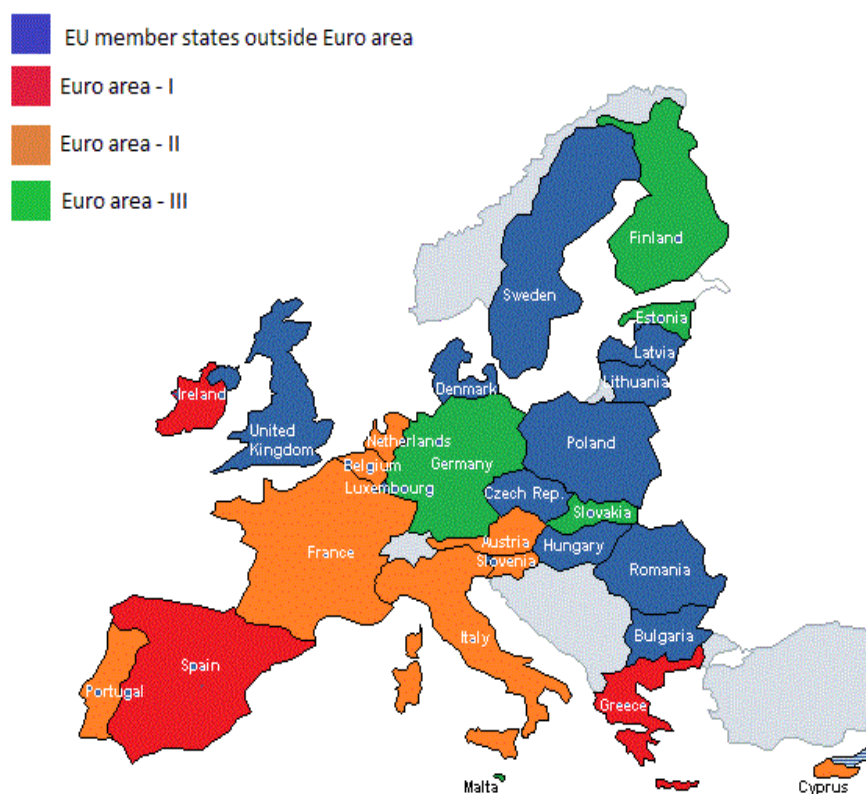 EU member states outside Euro area
Euro area - I
Euro area - II
Euro area - III
Finland
Sweden
Estonia
Latvia
Lithuania
Denmark
Ireland
United
Kingdom
Netherlands
Belgium
Luxembourg
Germany
Poland
Czech Rep.
Slovakia
Austria
Hungary
Slovenia
France
Romania
Italy
Bulgaria
Spain
Portugal
Greece
Malta
Cyprus